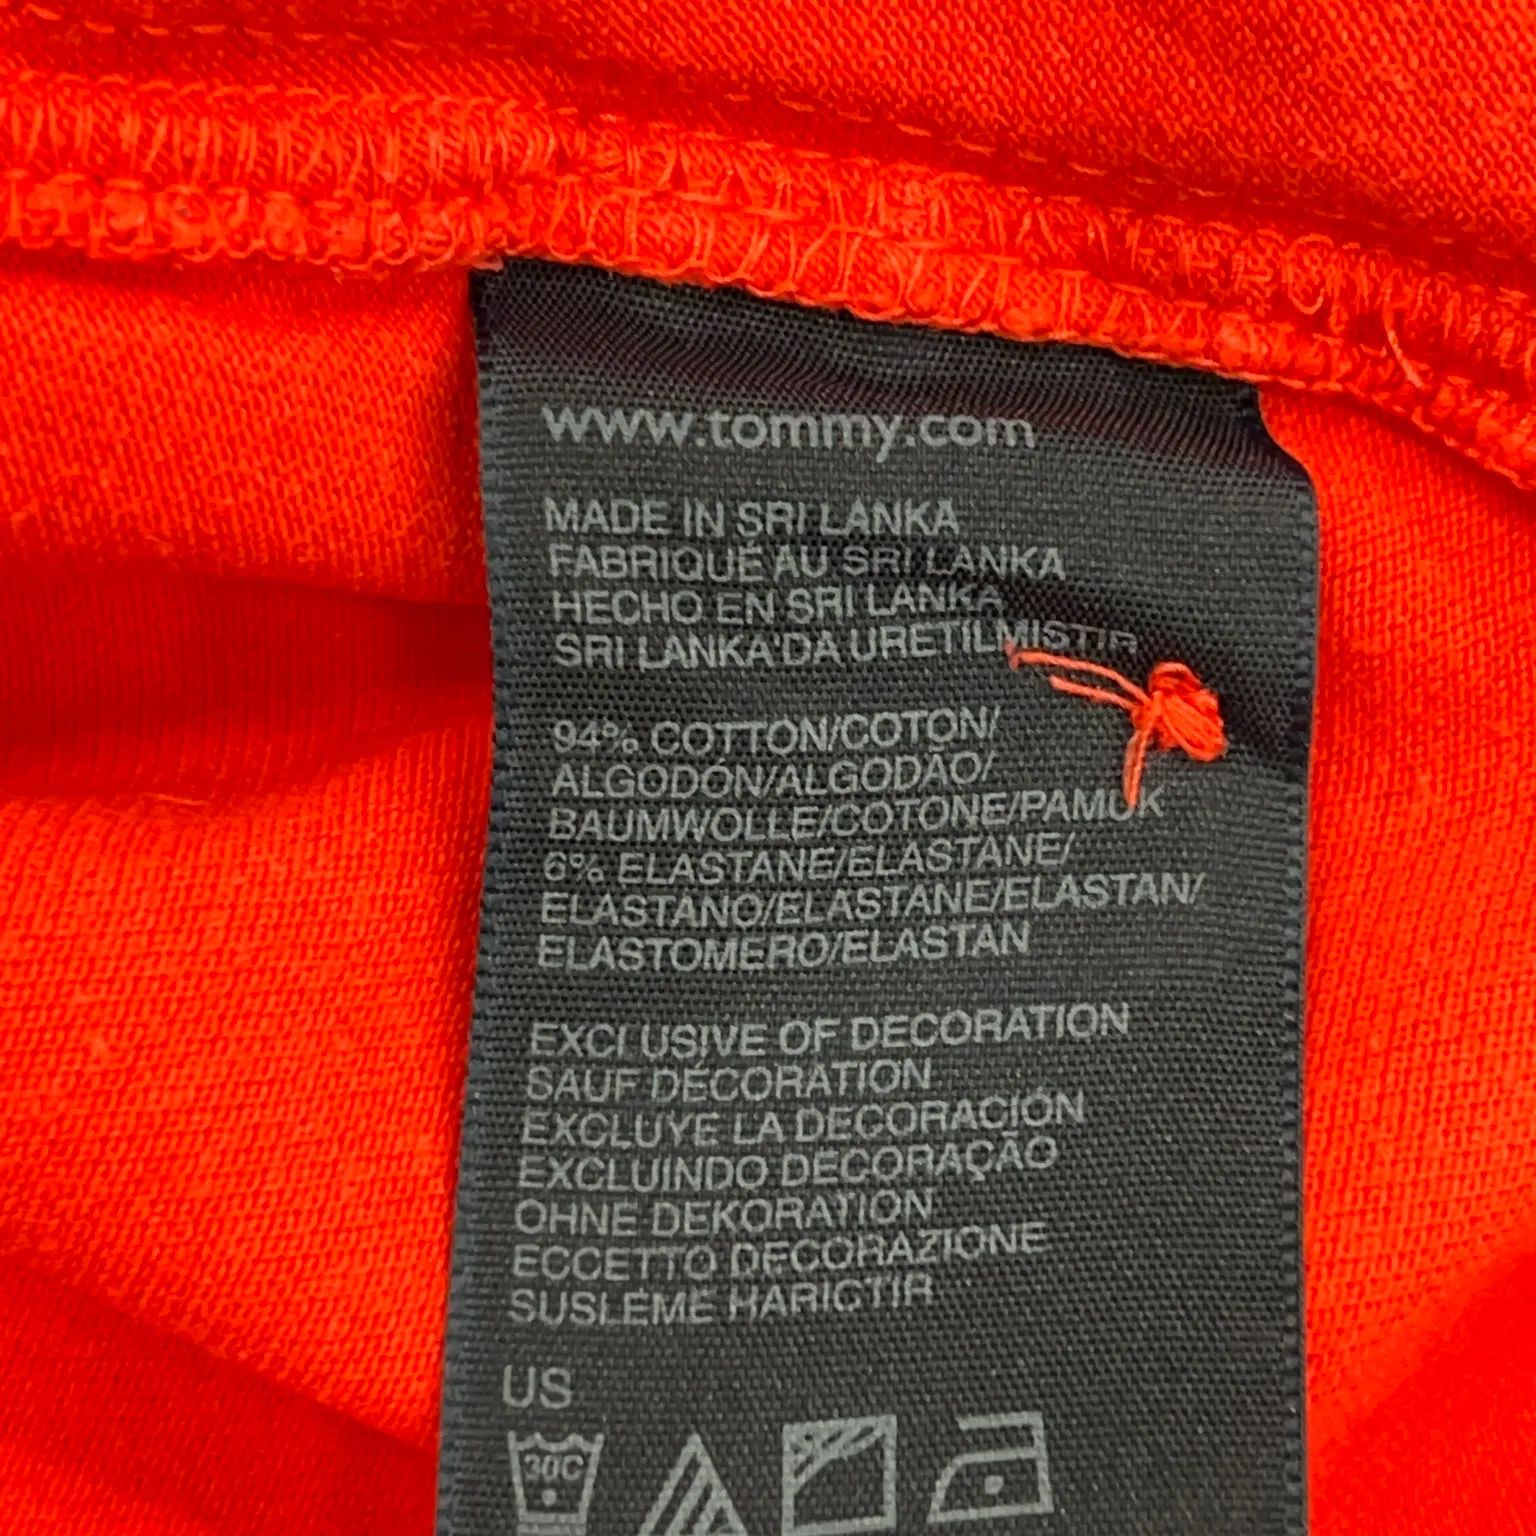 www.tommy.com
MADE IN SRI LANKA
FABRIQUÉ AU SRI LANKA
HECHO EN SRI LANKA
SRI LANKA'DA URETILMISTIR
94% COTTON/COTON/
ALGODÓN/ALGODÃO/
BAUMWOLLE/COTONE/PAMUK
6% ELASTANE/ELASTANE/
ELASTANO/ELASTANE/ELASTAN/
ELASTOMERO/ELASTAN
EXCLUSIVE OF DECORATION
SAUF DÉCORATION
EXCLUYE LA DECORACIÓN
EXCLUINDO DECORAÇÃO
OHNE DEKORATION
ECCETTO DECORAZIONE
SUSLEME HARICTIR
US
30C